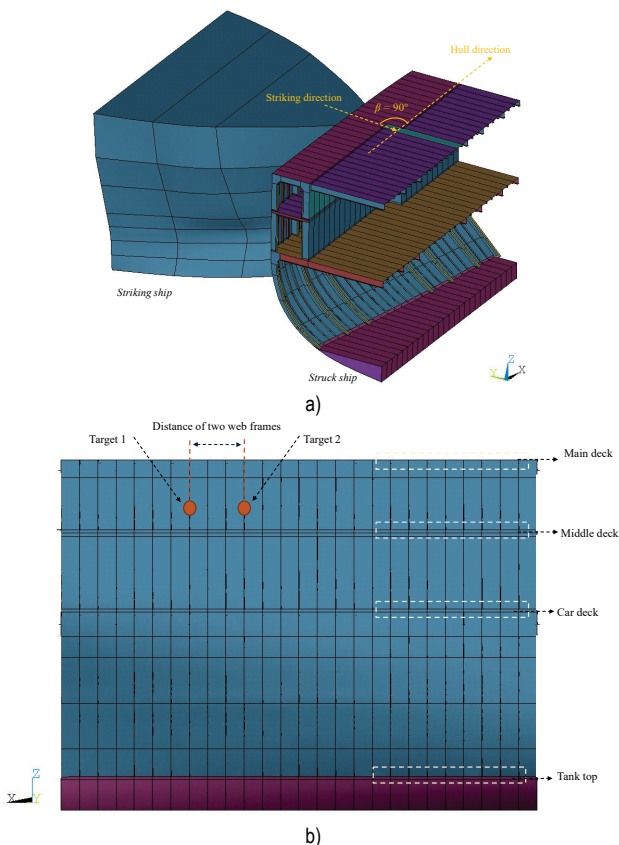 Hull direction
Striking direction
β = 90°
Striking ship
Struck ship
Z
Y
X
a)
Distance of two web frames
Target 1
Target 2
Main deck
Middle deck
Car deck
Tank top
Z
X
Y
b)